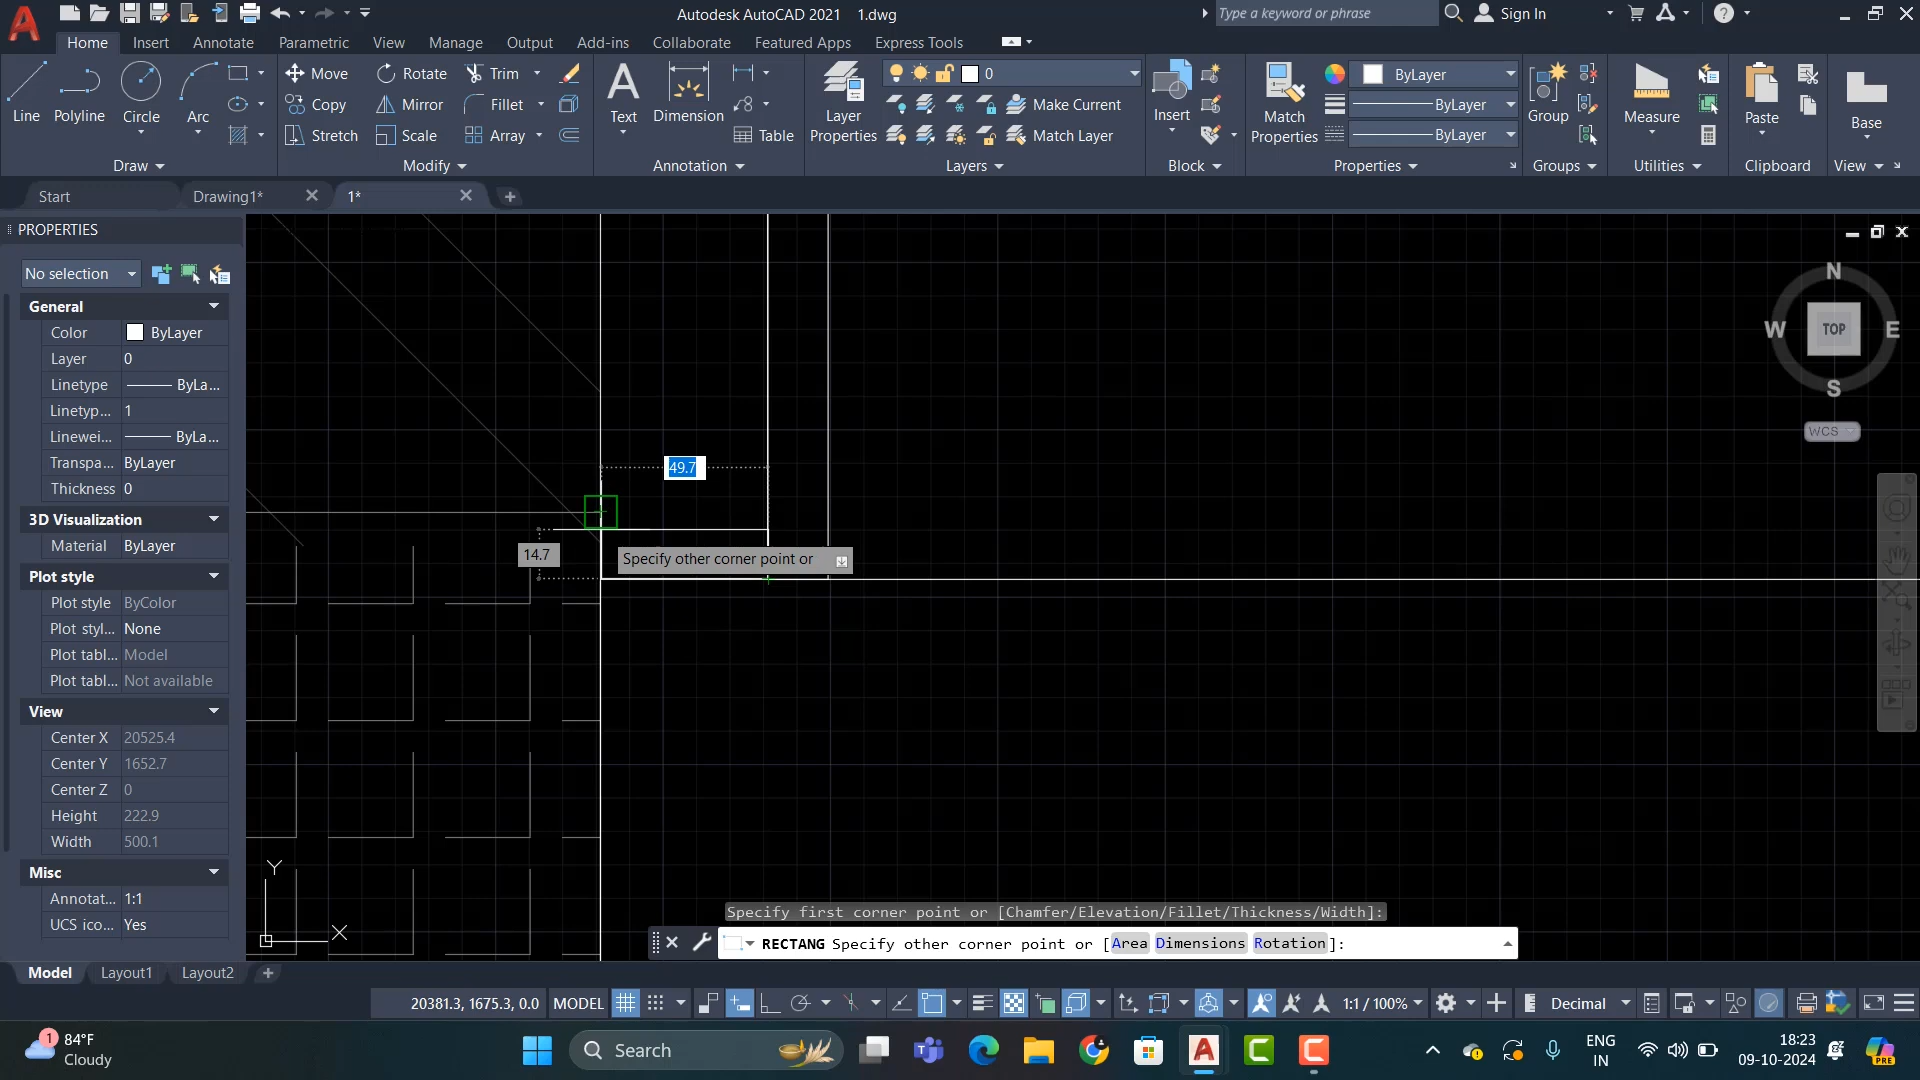 Autodesk AutoCAD 2021 1.dwg
Type a keyword or phrase
Sign In
Home Insert Annotate Parametric View Manage Output Add-ins Collaborate Featured Apps Express Tools
Line
Polyline
Circle
Arc
Move Rotate Trim
Copy Mirror Fillet
Stretch Scale Array
Text
Dimension
Table
Layer
Properties
0
Make Current
Match Layer
Insert
Match
Properties
ByLayer
ByLayer
ByLayer
Group
Measure
Paste
Base
Draw Modify Annotation Layers Block Properties Groups Utilities Clipboard View
Start Drawing1* 1*
PROPERTIES
No selection
General
Color ByLayer
Layer 0
Linetype ByLa...
Linetyp... 1
Linewei... ByLa...
Transpa... ByLayer
Thickness 0
3D Visualization
Material ByLayer
Plot style
Plot style ByColor
Plot styl... None
Plot tabl... Model
Plot tabl... Not available
View
Center X 20525.4
Center Y 1652.7
Center Z 0
Height 222.9
Width 500.1
Misc
Annotat... 1:1
UCS ico... Yes
N
W TOP E
S
WCS
49.7
14.7
Specify other corner point or
Y
X
Specify first corner point or [Chamfer/Elevation/Fillet/Thickness/Width]:
RECTANG Specify other corner point or [Area Dimensions Rotation]:
Model Layout1 Layout2
20381.3, 1675.3, 0.0 MODEL 1:1 / 100% Decimal
1
84°F
Cloudy
Search
ENG
IN
18:23
09-10-2024
PRE